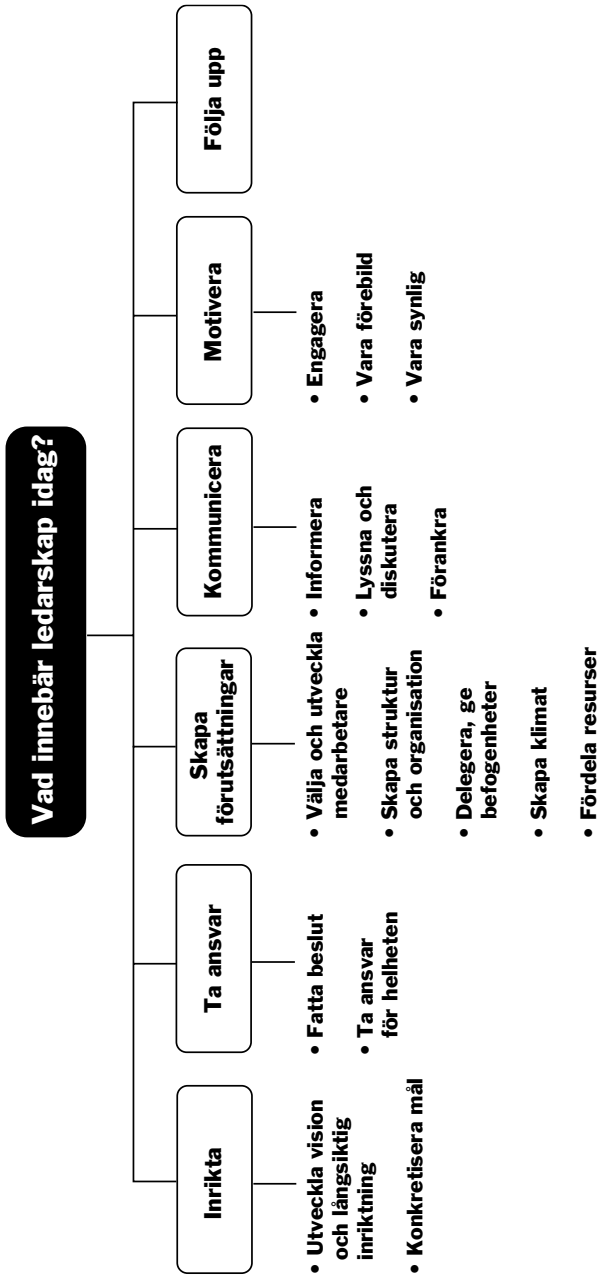 Vad innebär ledarskap idag?
Inrikta
• Utveckla vision
och långsiktig
inriktning
• Konkretisera mål
Ta ansvar
• Fatta beslut
• Ta ansvar
för helheten
Skapa
förutsättningar
• Välja och utveckla
medarbetare
• Skapa struktur
och organisation
• Delegera, ge
befogenheter
• Skapa klimat
• Fördela resurser
Kommunicera
• Informera
• Lyssna och
diskutera
• Förankra
Motivera
• Engagera
• Vara förebild
• Vara synlig
Följa upp